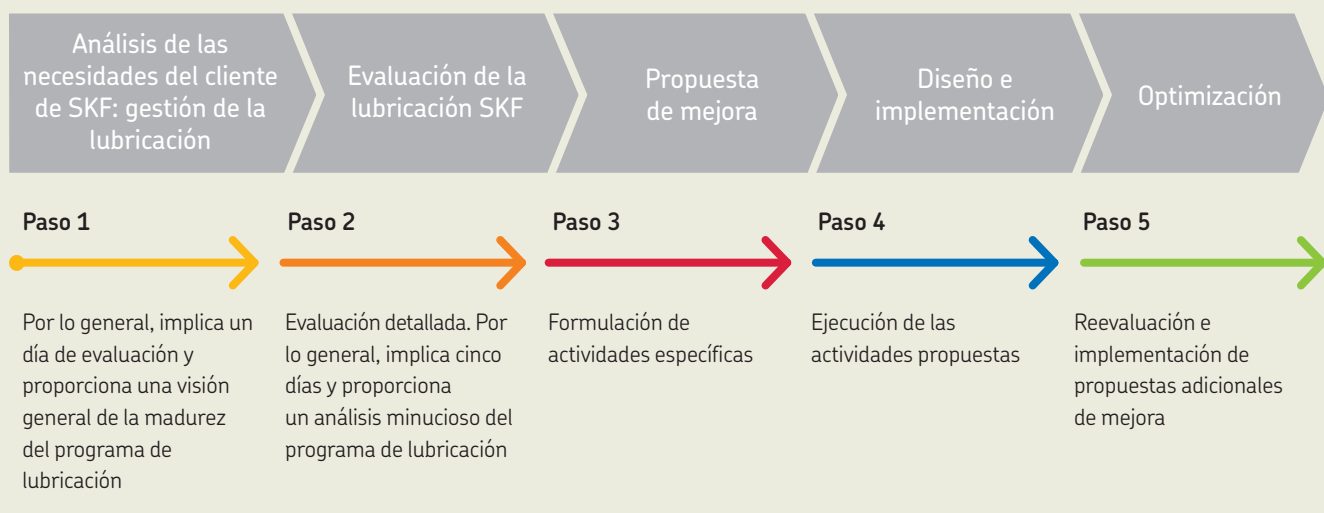 Análisis de las
necesidades del cliente
de SKF: gestión de la
lubricación
Evaluación de la
lubricación SKF
Propuesta
de mejora
Diseño e
implementación
Optimización
Paso 1
Paso 2
Paso 3
Paso 4
Paso 5
Por lo general, implica un
día de evaluación y
proporciona una visión
general de la madurez
del programa de
lubricación
Evaluación detallada. Por
lo general, implica cinco
días y proporciona
un análisis minucioso del
programa de lubricación
Formulación de
actividades específicas
Ejecución de las
actividades propuestas
Reevaluación e
implementación de
propuestas adicionales
de mejora